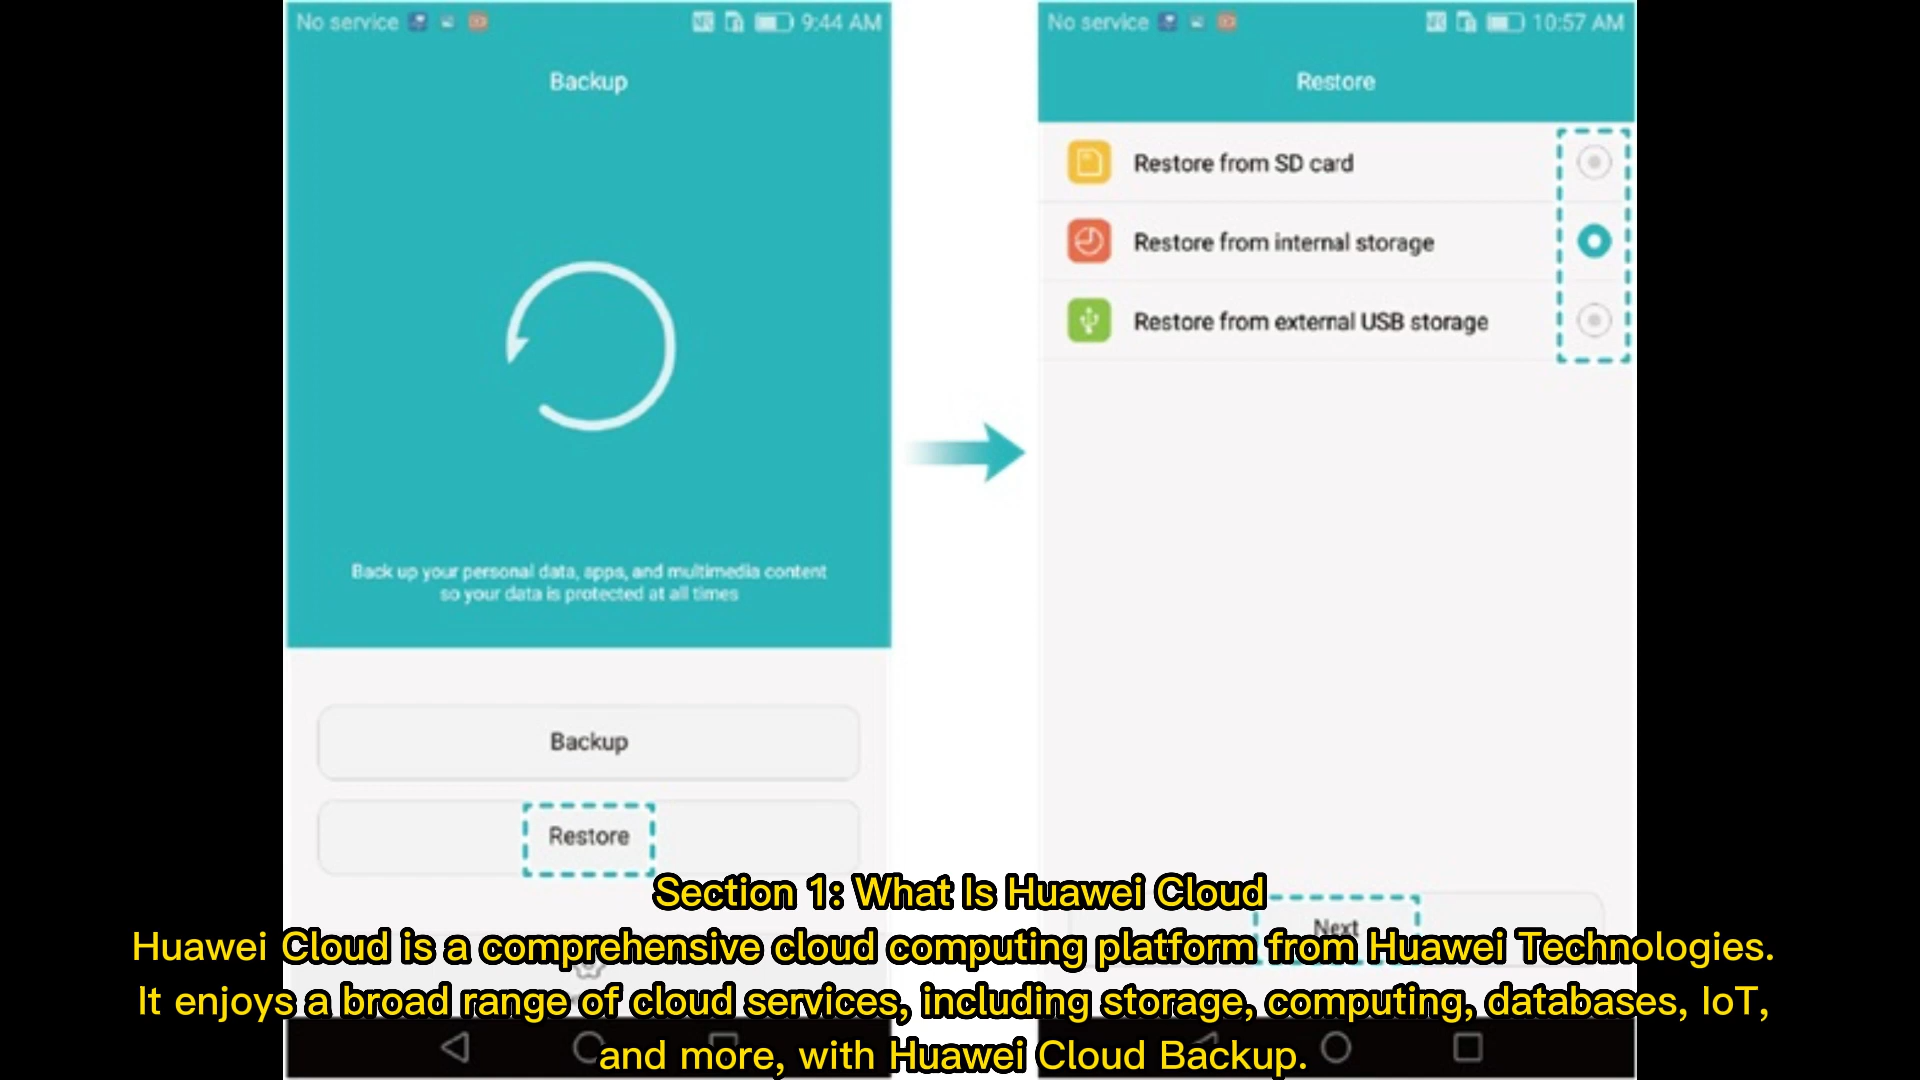 No service
9:44 AM
Backup
Back up your personal data, apps, and multimedia content
so your data is protected at all times
Backup
Restore
No service
10:57 AM
Restore
Restore from SD card
Restore from internal storage
Restore from external USB storage
Next
Section 1: What Is Huawei Cloud
Huawei Cloud is a comprehensive cloud computing platform from Huawei Technologies.
It enjoys a broad range of cloud services, including storage, computing, databases, IoT,
and more, with Huawei Cloud Backup.